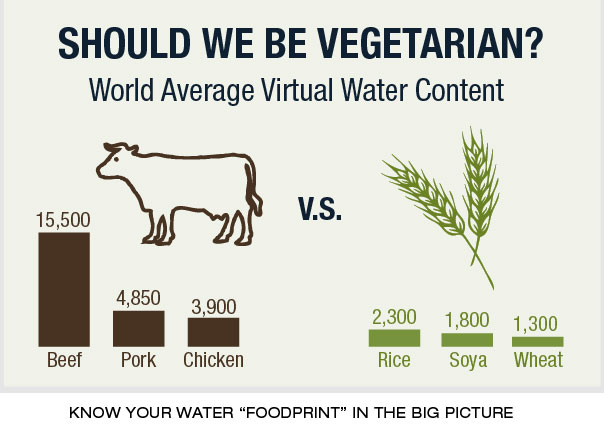 SHOULD WE BE VEGETARIAN?
World Average Virtual Water Content
V.S.
15,500
4,850
3,900
Beef
Pork
Chicken
2,300
1,800
1,300
Rice
Soya
Wheat
KNOW YOUR WATER “FOODPRINT” IN THE BIG PICTURE